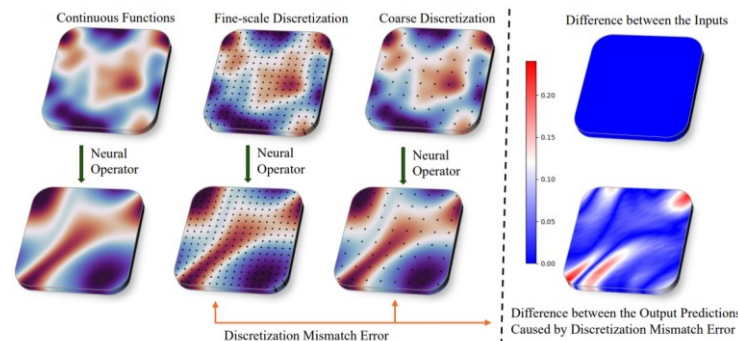 Continuous Functions
Fine-scale Discretization
Coarse Discretization
Neural
Operator
Neural
Operator
Neural
Operator
Discretization Mismatch Error
Difference between the Inputs
0.20
0.15
0.10
0.05
0.00
Difference between the Output Predictions
Caused by Discretization Mismatch Error